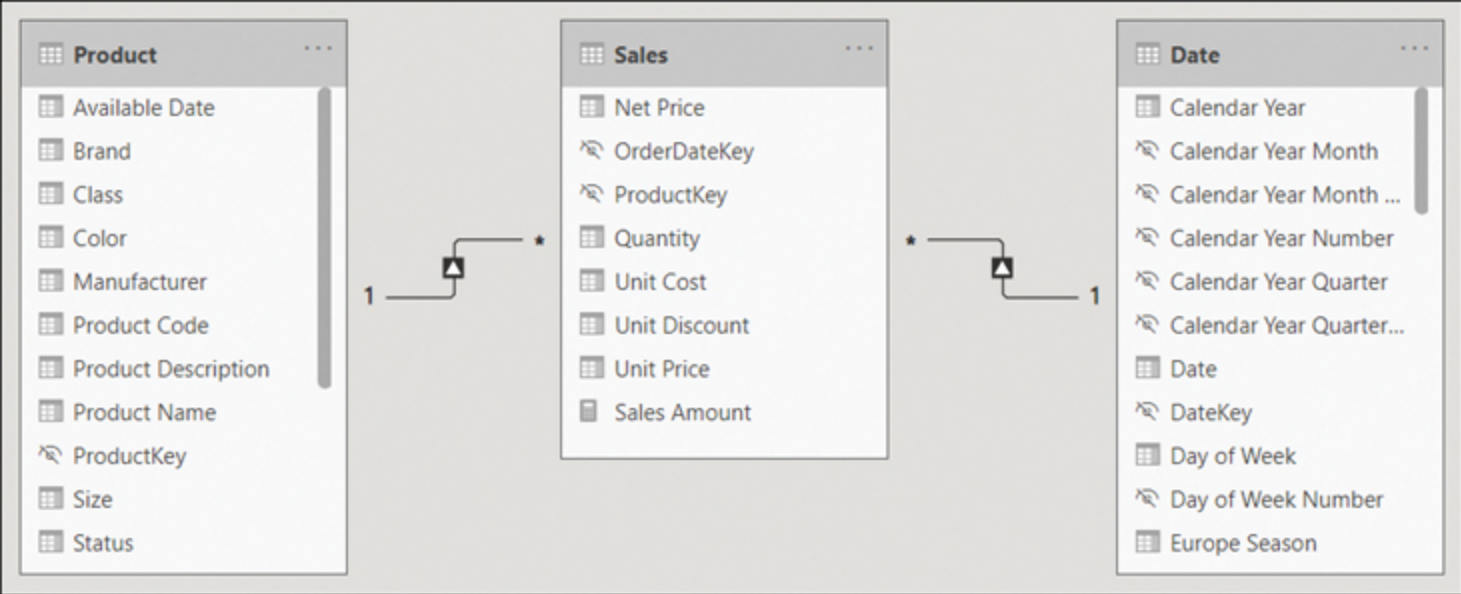 Product
...
Available Date
Brand
Class
Color
Manufacturer
Product Code
Product Description
Product Name
ProductKey
Size
Status
1
*
Sales
...
Net Price
OrderDateKey
ProductKey
Quantity
Unit Cost
Unit Discount
Unit Price
Sales Amount
*
1
Date
...
Calendar Year
Calendar Year Month
Calendar Year Month ...
Calendar Year Number
Calendar Year Quarter
Calendar Year Quarter...
Date
DateKey
Day of Week
Day of Week Number
Europe Season